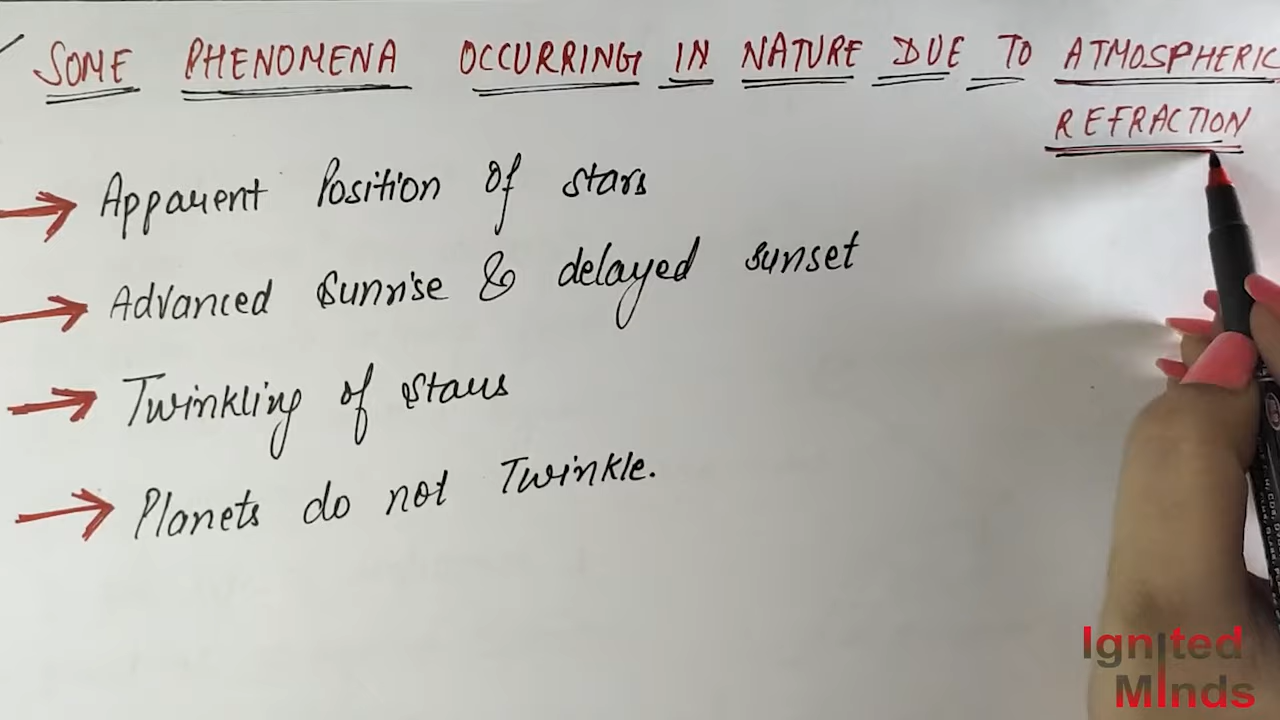 SOME PHENOMENA OCCURRING IN NATURE DUE TO ATMOSPHERIC
REFRACTION
Apparent Position of stars
Advanced Sunrise & delayed sunset
Twinkling of Stars
Planets do not Twinkle.
Ignited
Minds